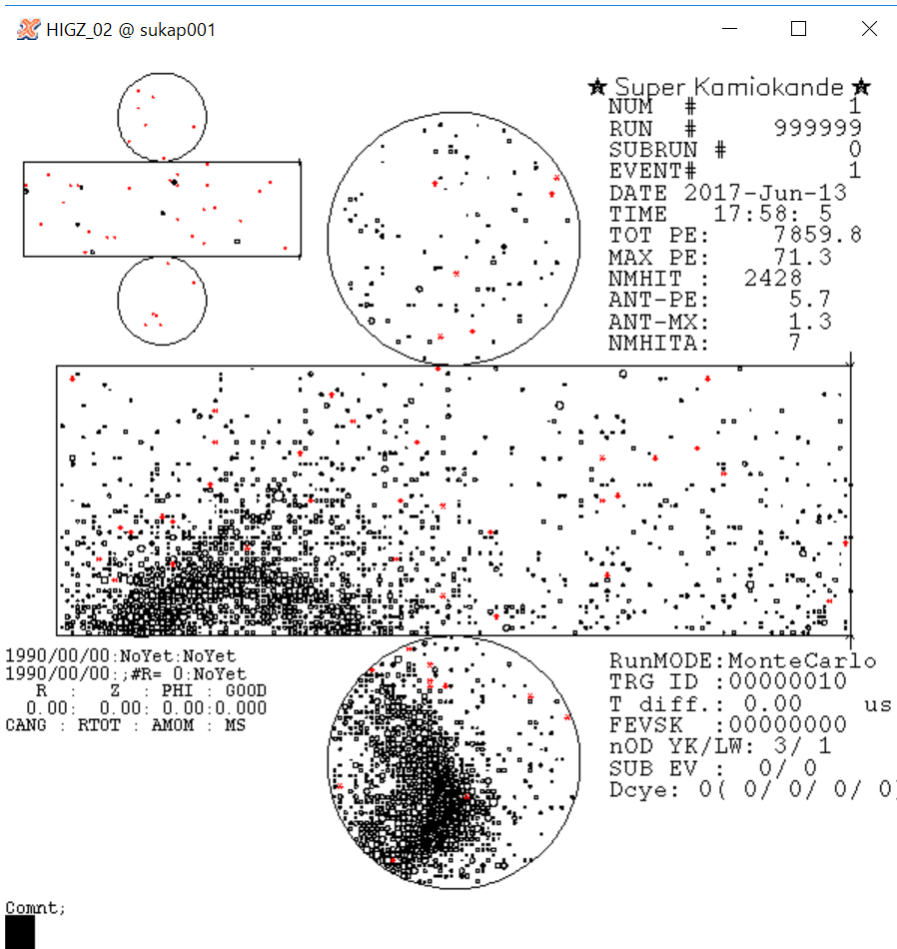 HIGZ_02 @ sukap001
★ Super Kamiokande ★
NUM # 1
RUN # 999999
SUBRUN # 0
EVENT# 1
DATE 2017-Jun-13
TIME 17:58: 5
TOT PE: 7859.8
MAX PE: 71.3
NMHIT : 2428
ANT-PE: 5.7
ANT-MX: 1.3
NMHITA: 7
1990/00/00:NoYet:NoYet
1990/00/00:;#R= 0:NoYet
R : Z : PHI : GOOD
0.00: 0.00: 0.00:0.000
CANG : RTOT : AMOM : MS
RunMODE:MonteCarlo
TRG ID :00000010
T diff.: 0.00 us
FEVSK :00000000
nOD YK/LW: 3/ 1
SUB EV : 0/ 0
Dcye: 0( 0/ 0/ 0/ 0)
Comnt;